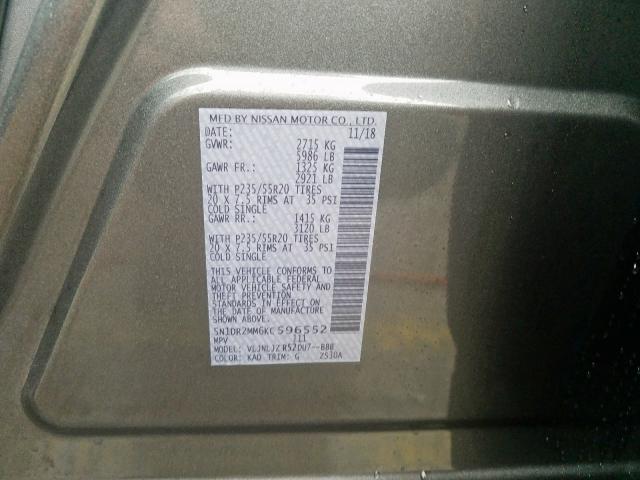 MFD BY NISSAN MOTOR CO., LTD.
DATE: 11/18
GVWR: 2715 KG
5986 LB
GAWR FR.: 1325 KG
2921 LB
WITH P235/55R20 TIRES
20 X 7.5 RIMS AT 35 PSI
COLD SINGLE
GAWR RR.: 1415 KG
3120 LB
WITH P235/55R20 TIRES
20 X 7.5 RIMS AT 35 PSI
COLD SINGLE
THIS VEHICLE CONFORMS TO
ALL APPLICABLE FEDERAL
MOTOR VEHICLE SAFETY AND
THEFT PREVENTION
STANDARDS IN EFFECT ON
THE DATE OF MANUFACTURE
SHOWN ABOVE.
5N1DR2MM6KC596552
MPV J11
MODEL:
COLOR: KAD TRIM: G ZS30A